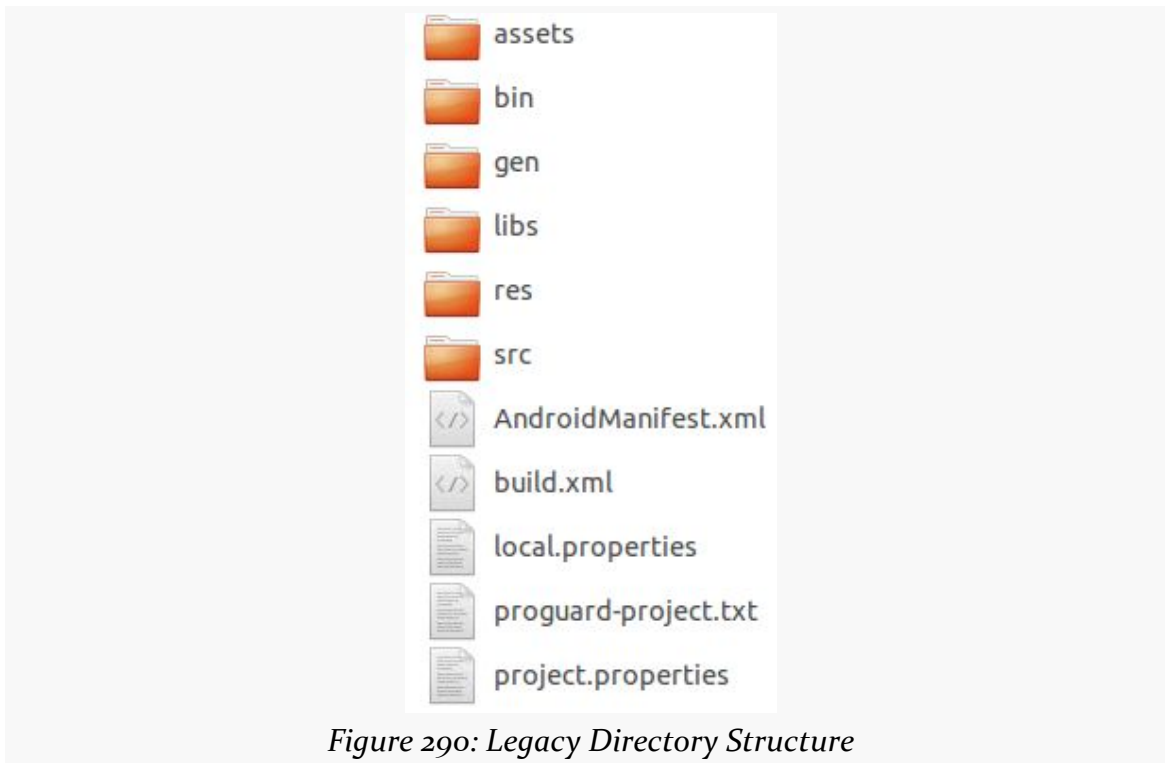 assets
bin
gen
libs
res
src
AndroidManifest.xml
build.xml
local.properties
proguard-project.txt
project.properties
Figure 290: Legacy Directory Structure